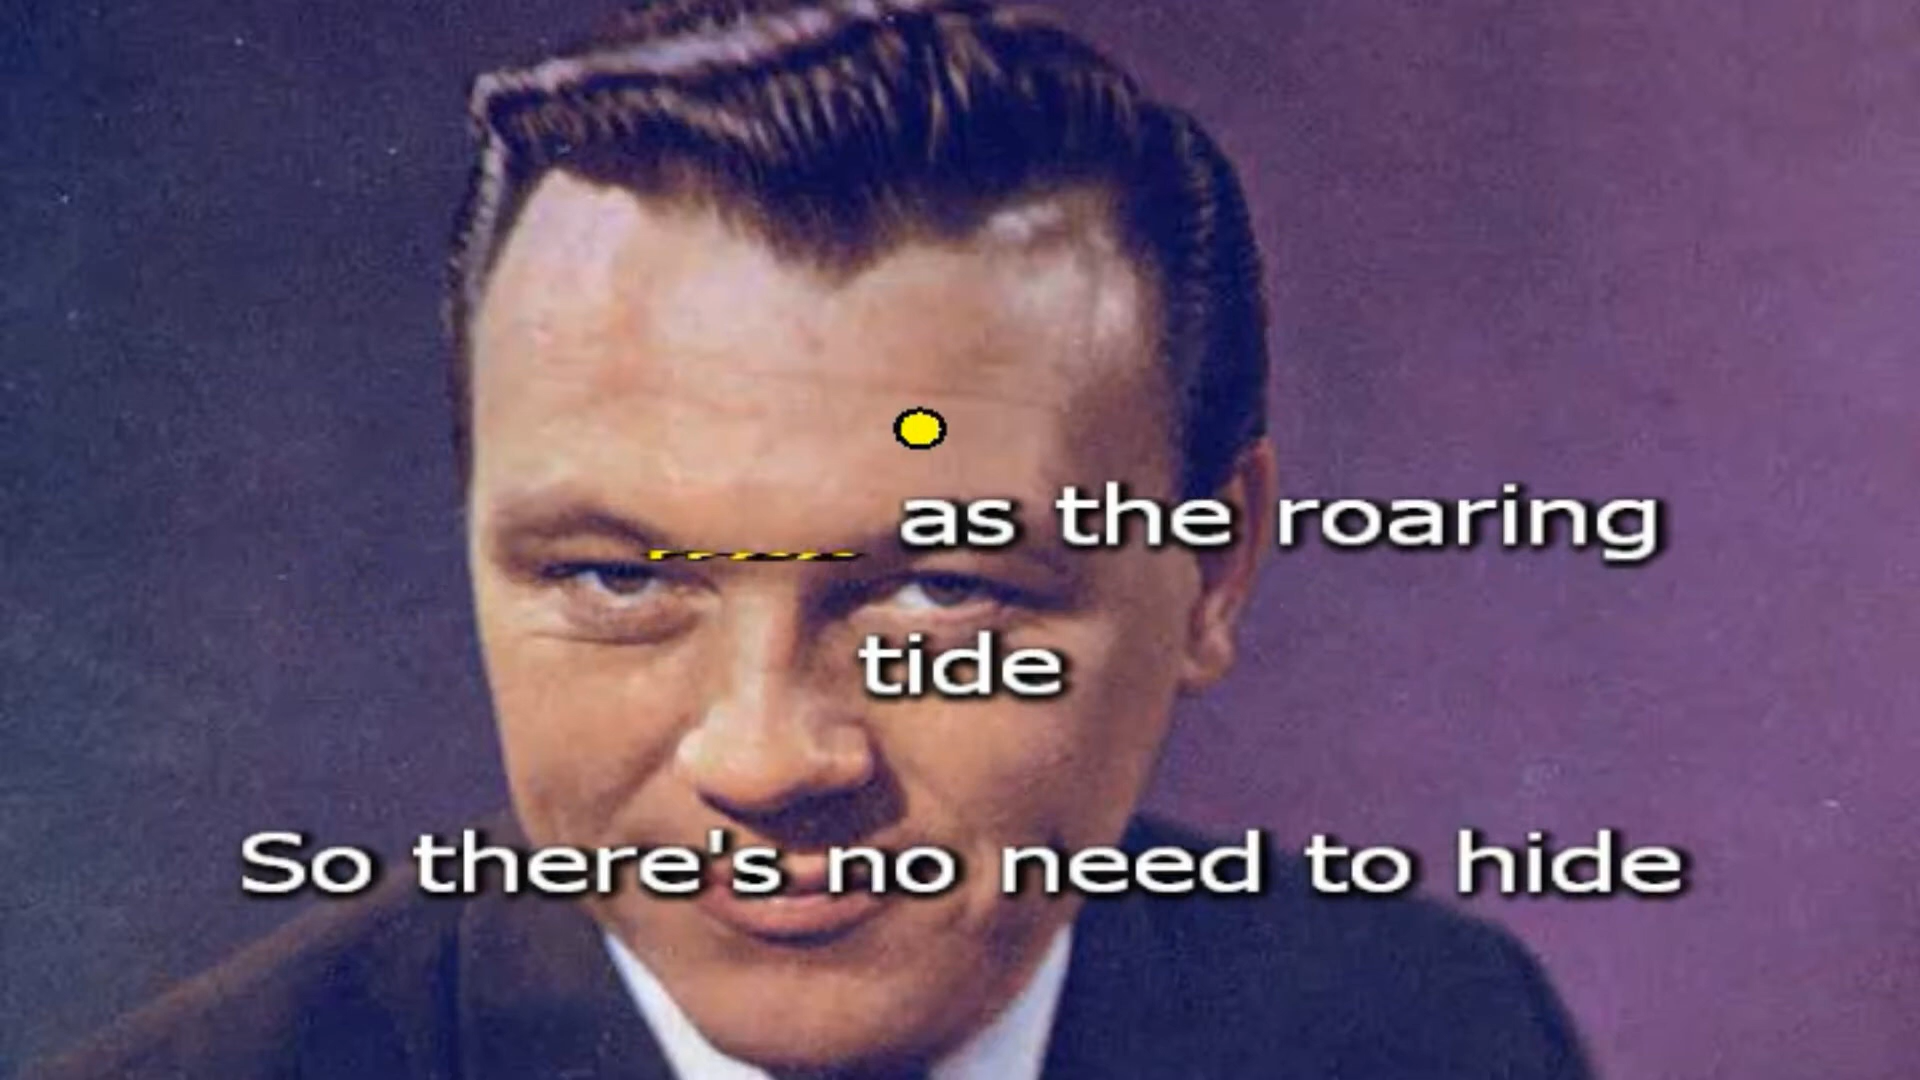 as the roaring
tide
So there's no need to hide